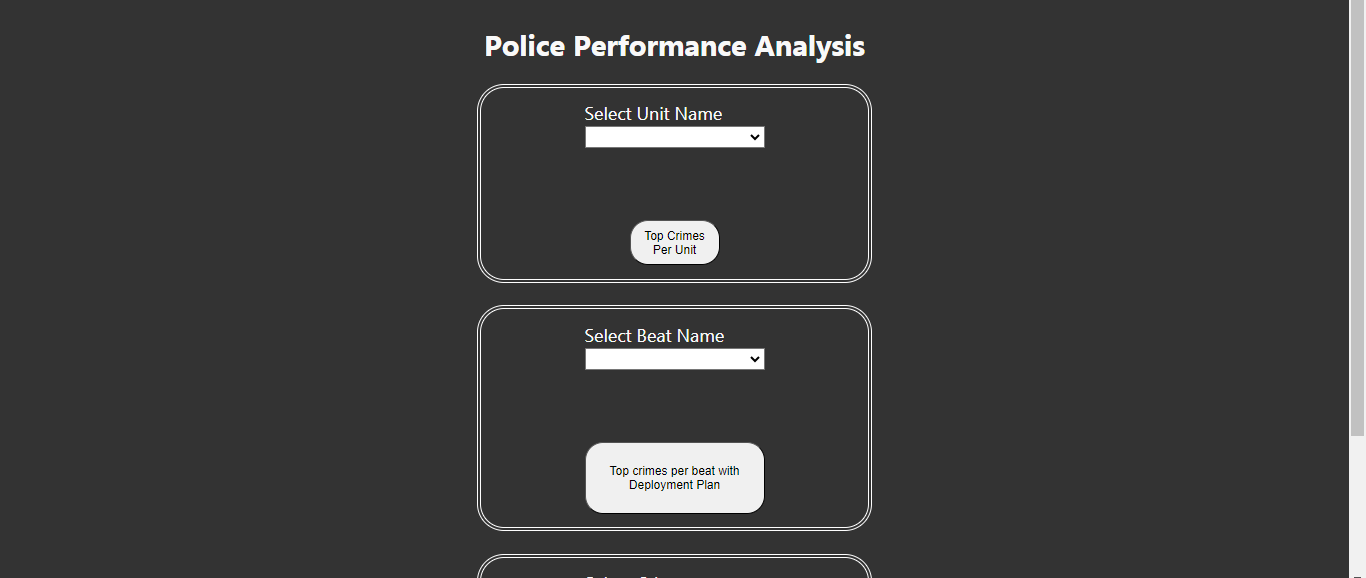 Police Performance Analysis
Select Unit Name
Top Crimes
Per Unit
Select Beat Name
Top crimes per beat with
Deployment Plan